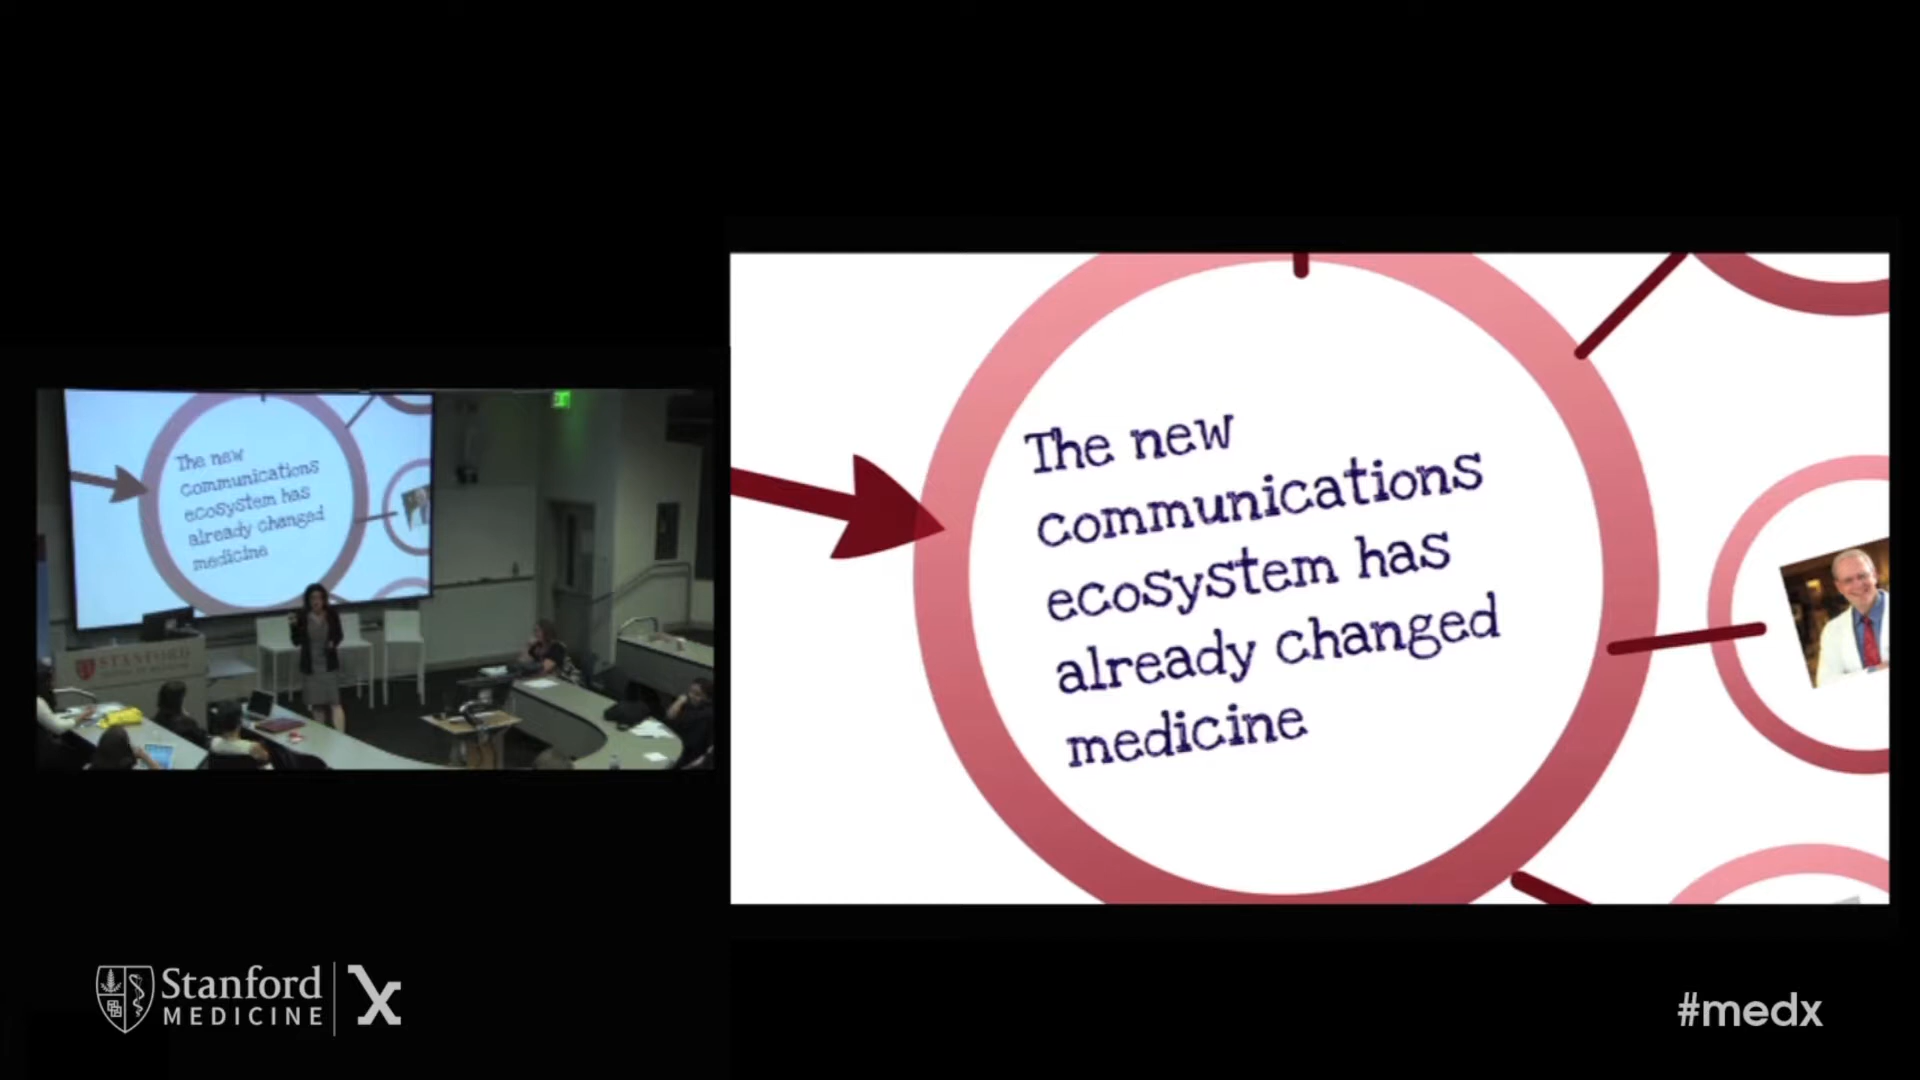 The new
communications
ecosystem has
already changed
medicine
The new
communications
ecosystem has
already changed
medicine
STANFORD
Stanford
MEDICINE
X
#medx